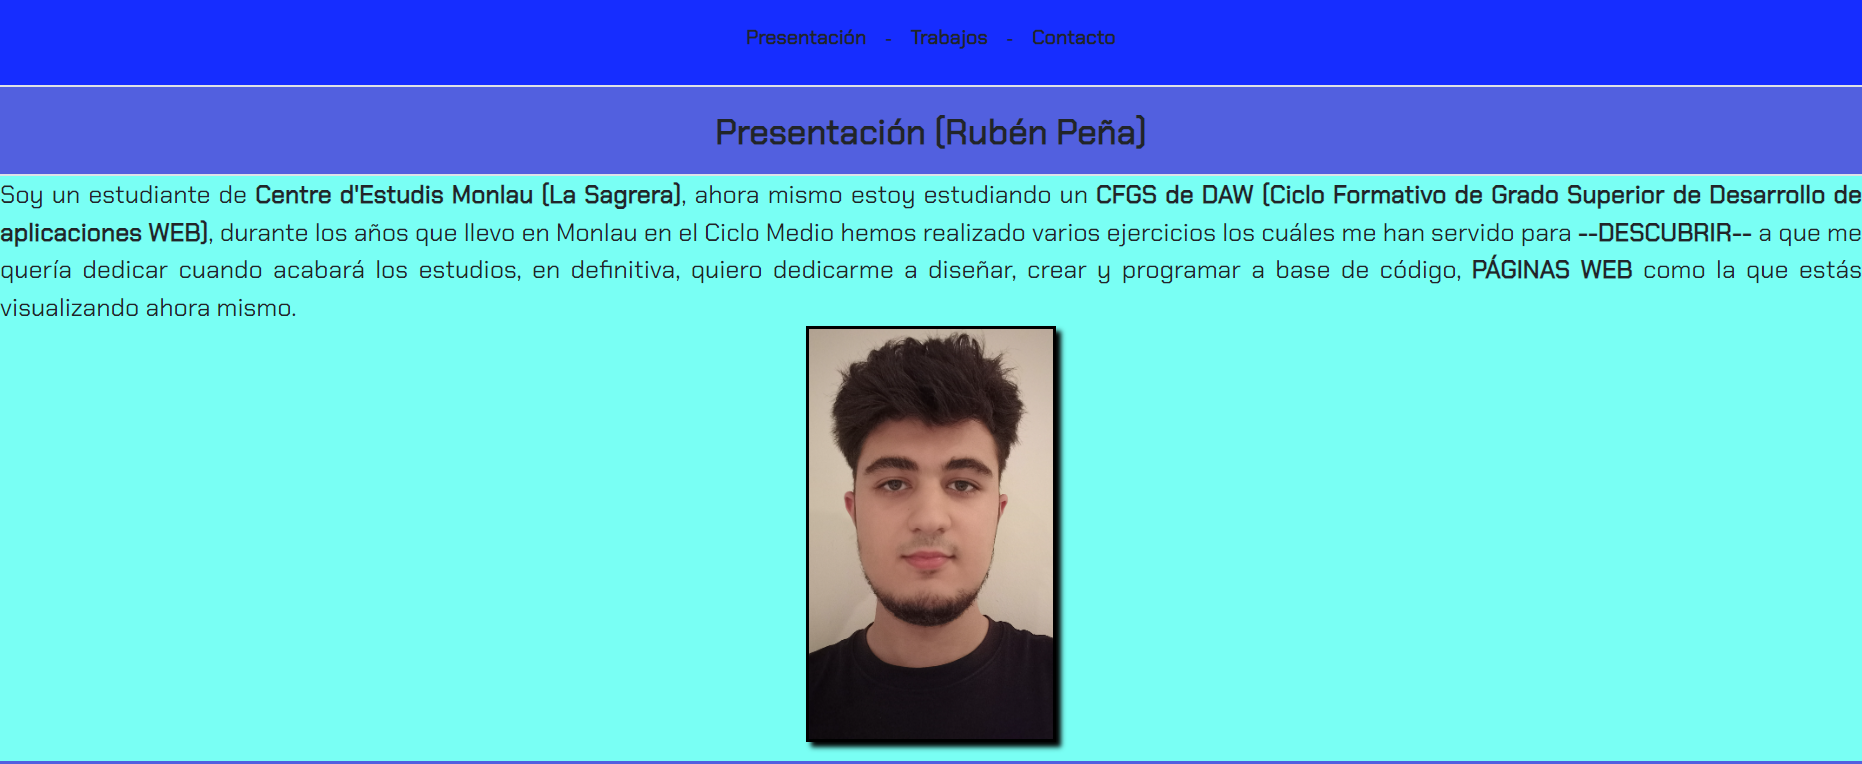 Presentación - Trabajos - Contacto
Presentación (Rubén Peña)
Soy un estudiante de Centre d'Estudis Monlau (La Sagrera), ahora mismo estoy estudiando un CFGS de DAW (Ciclo Formativo de Grado Superior de Desarrollo de
aplicaciones WEB), durante los años que llevo en Monlau en el Ciclo Medio hemos realizado varios ejercicios los cuáles me han servido para --DESCUBRIR-- a que me
quería dedicar cuando acabará los estudios, en definitiva, quiero dedicarme a diseñar, crear y programar a base de código, PÁGINAS WEB como la que estás
visualizando ahora mismo.